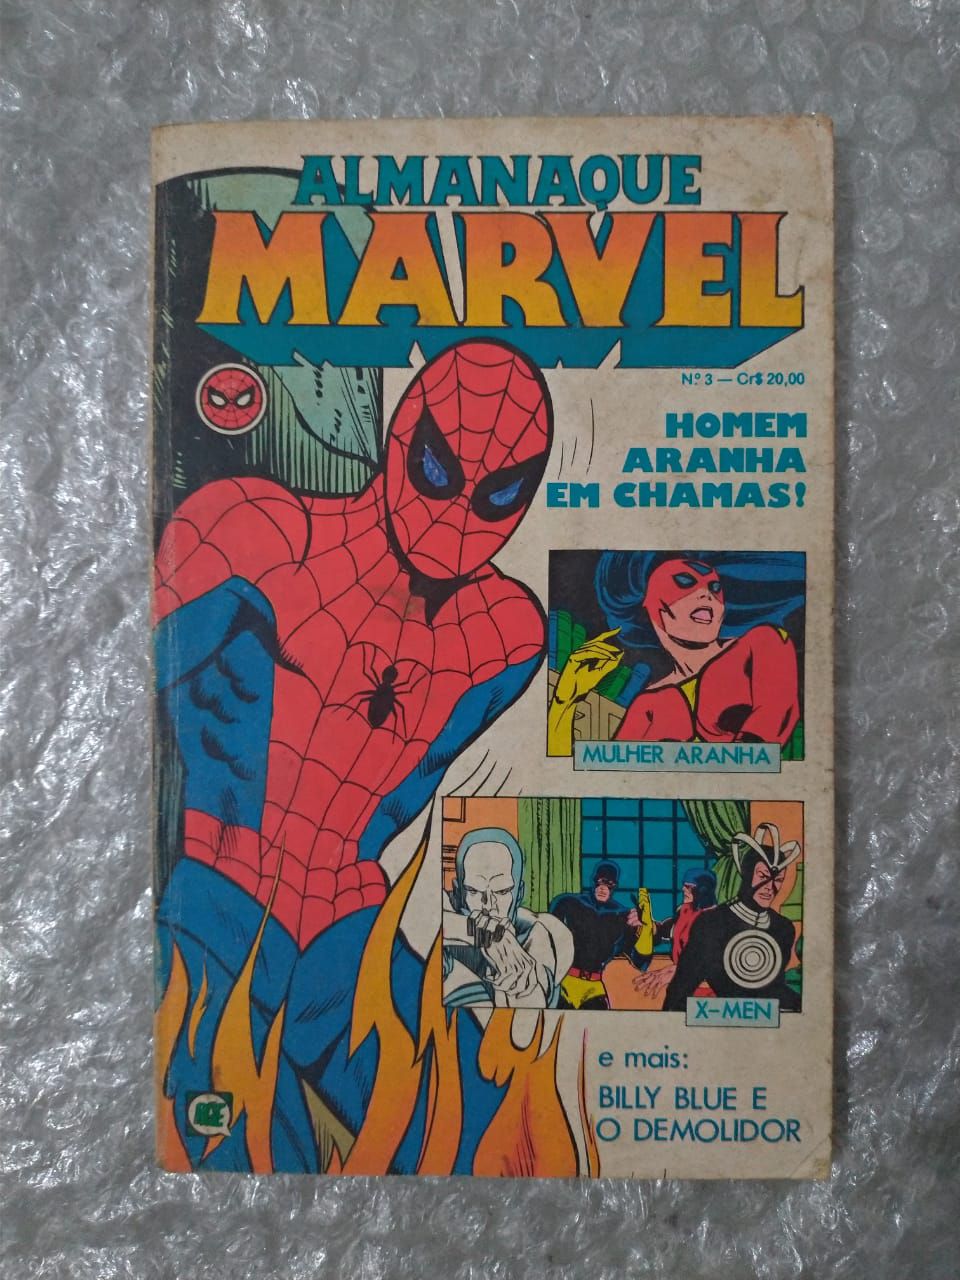 ALMANAQUE
MARVEL
Nº 3 — Cr$ 20,00
HOMEM
ARANHA
EM CHAMAS!
MULHER ARANHA
X-MEN
e mais:
BILLY BLUE E
O DEMOLIDOR
RGE